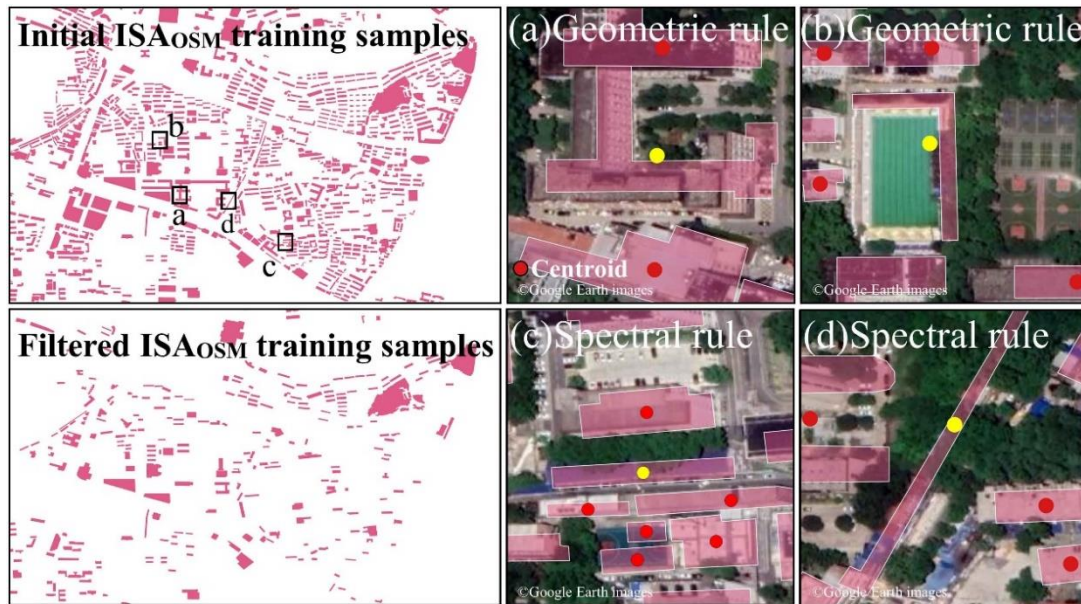 Initial ISAOSM training samples
b
a
d
c
(a)Geometric rule
Centroid
©Google Earth images
(b)Geometric rule
©Google Earth images
Filtered ISAOSM training samples
(c)Spectral rule
©Google Earth images
(d)Spectral rule
©Google Earth images